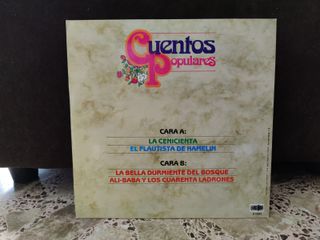 Cuentos
Populares
CARA A:
LA CENICIENTA
EL FLAUTISTA DE HAMELIN
CARA B:
LA BELLA DURMIENTE DEL BOSQUE
ALI-BABA Y LOS CUARENTA LADRONES